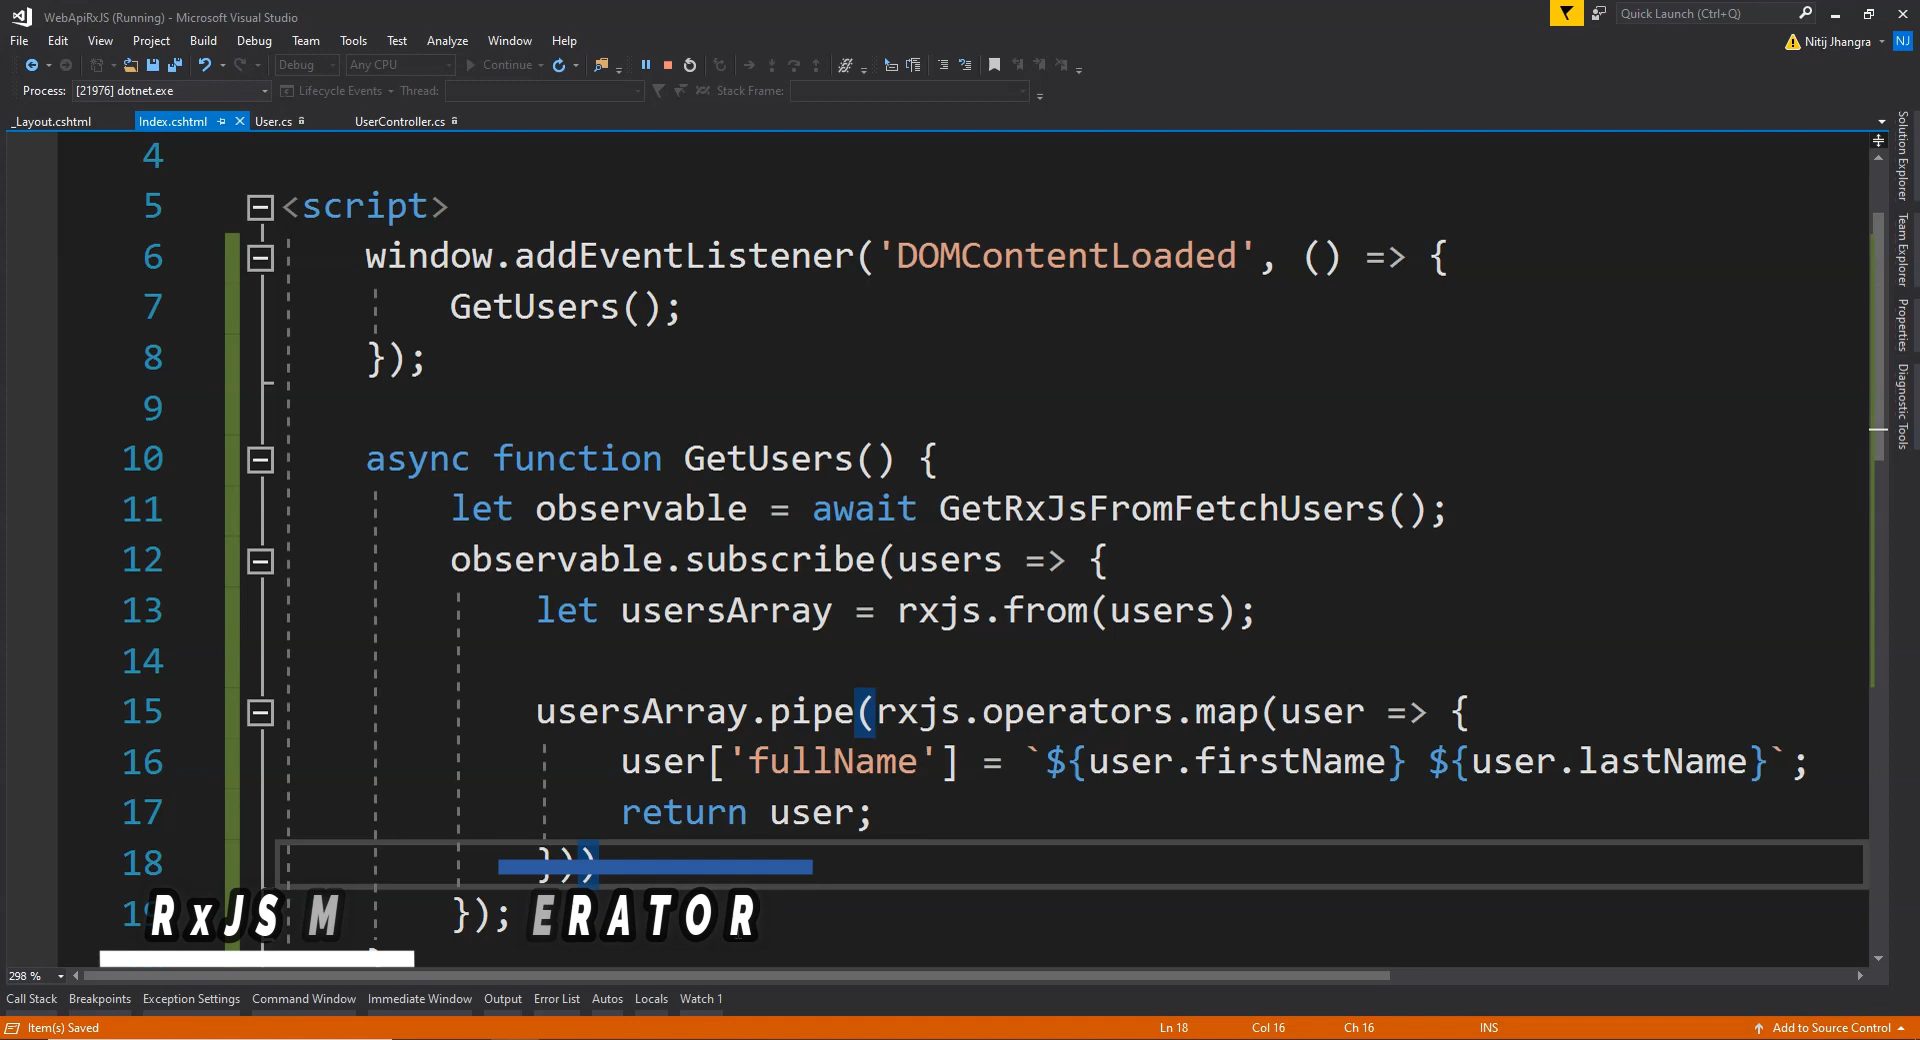 WebApiRxJS (Running) - Microsoft Visual Studio
Quick Launch (Ctrl+Q)
File Edit View Project Build Debug Team Tools Test Analyze Window Help
Nitij Jhangra NJ
Debug Any CPU Continue
Process: [21976] dotnet.exe Lifecycle Events Thread: Stack Frame:
_Layout.cshtml Index.cshtml User.cs UserController.cs
Solution Explorer
Team Explorer
Properties
Diagnostic Tools
4
5 <script>
6 window.addEventListener('DOMContentLoaded', () => {
7 GetUsers();
8 });
9
10 async function GetUsers() {
11 let observable = await GetRxJsFromFetchUsers();
12 observable.subscribe(users => {
13 let usersArray = rxjs.from(users);
14
15 usersArray.pipe(rxjs.operators.map(user => {
16 user['fullName'] = `${user.firstName} ${user.lastName}`;
17 return user;
18 }))
19 });
RxJS M ERATOR
298 %
Call Stack Breakpoints Exception Settings Command Window Immediate Window Output Error List Autos Locals Watch 1
Item(s) Saved Ln 18 Col 16 Ch 16 INS Add to Source Control